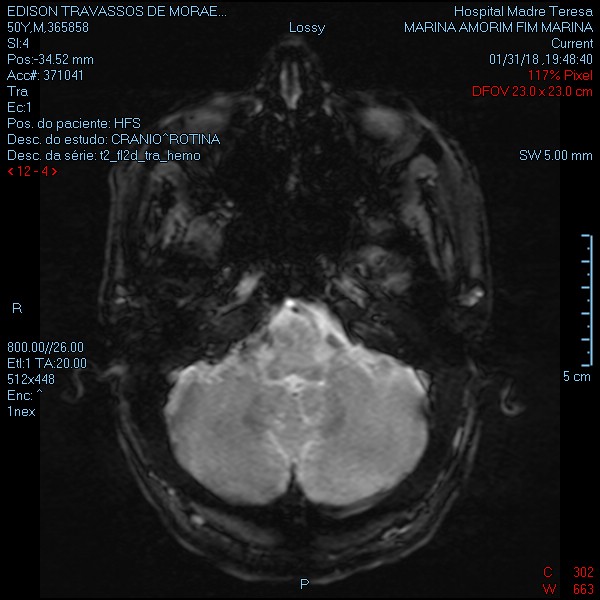 EDISON TRAVASSOS DE MORAE...
50Y,M,365858
Sl:4
Pos:-34.52 mm
Acc#: 371041
Tra
Ec:1
Pos. do paciente: HFS
Desc. do estudo: CRANIO^ROTINA
Desc. da série: t2_fl2d_tra_hemo
< 12 - 4 >
Lossy
Hospital Madre Teresa
MARINA AMORIM FIM MARINA
Current
01/31/18 ,19:48:40
117% Pixel
DFOV 23.0 x 23.0 cm
SW 5.00 mm
R
800.00//26.00
Etl:1 TA:20.00
512x448
Enc: ^
1nex
5 cm
P
C 302
W 663